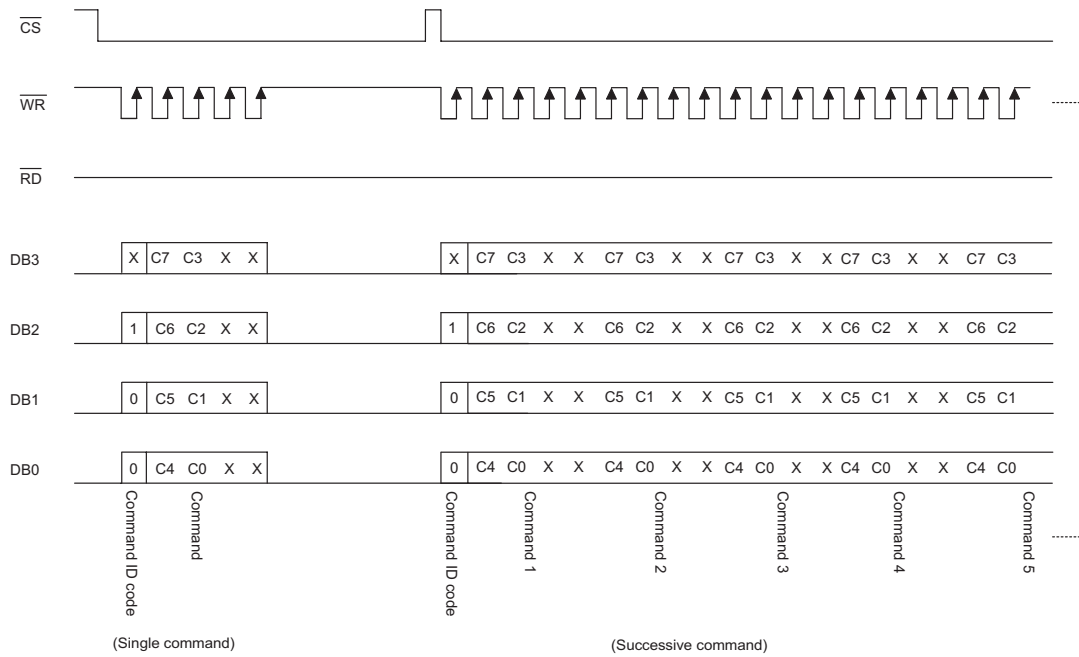 CS
WR
RD
DB3 X C7 C3 X X X C7 C3 X X C7 C3 X X C7 C3 X X C7 C3 X X C7 C3
DB2 1 C6 C2 X X 1 C6 C2 X X C6 C2 X X C6 C2 X X C6 C2 X X C6 C2
DB1 0 C5 C1 X X 0 C5 C1 X X C5 C1 X X C5 C1 X X C5 C1 X X C5 C1
DB0 0 C4 C0 X X 0 C4 C0 X X C4 C0 X X C4 C0 X X C4 C0 X X C4 C0
Command ID code
Command
Command ID code
Command 1
Command 2
Command 3
Command 4
Command 5
(Single command)
(Successive command)